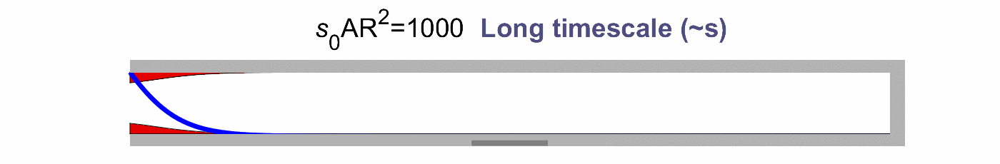 s₀AR²=1000 Long timescale (~s)